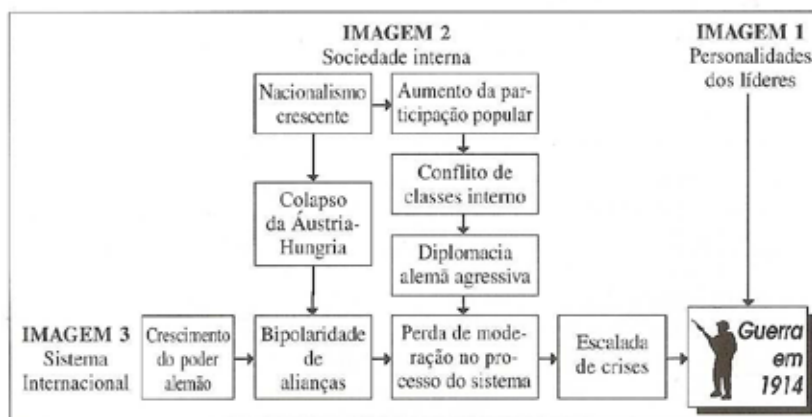 IMAGEM 2
Sociedade interna
IMAGEM 1
Personalidades
dos líderes
Nacionalismo
crescente
Aumento da par-
ticipação popular
Colapso
da Áustria-
Hungria
Conflito de
classes interno
Diplomacia
alemã agressiva
IMAGEM 3
Sistema
Internacional
Crescimento
do poder
alemão
Bipolaridade
de
alianças
Perda de mode-
ração no pro-
cesso do sistema
Escalada
de crises
Guerra
em
1914